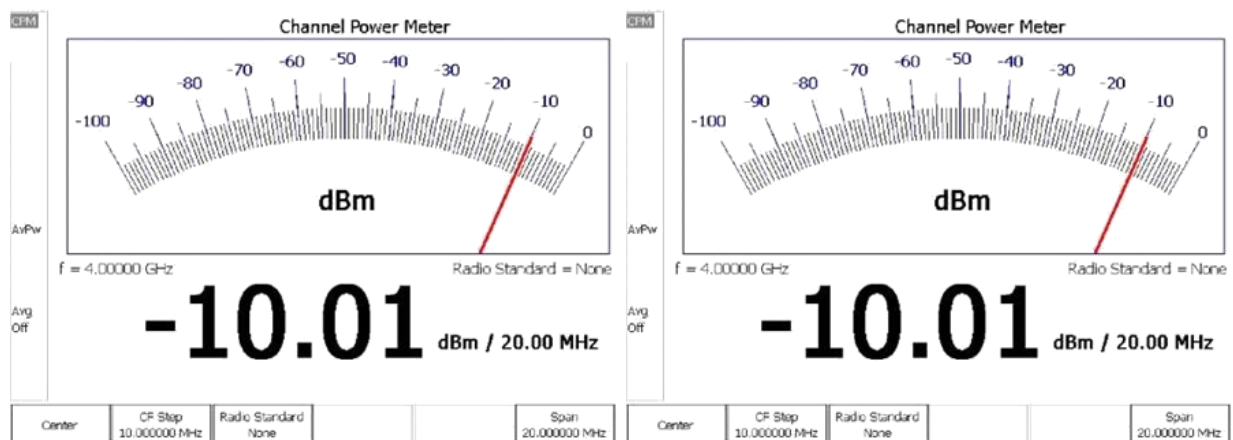 CPM
Channel Power Meter
-100
-90
-80
-70
-60
-50
-40
-30
-20
-10
0
dBm
AvPw
f = 4.00000 GHz
Radio Standard = None
Avg
Off
-10.01 dBm / 20.00 MHz
Center
CF Step
10.000000 MHz
Radio Standard
None
Span
20.000000 MHz
CPM
Channel Power Meter
-100
-90
-80
-70
-60
-50
-40
-30
-20
-10
0
dBm
AvPw
f = 4.00000 GHz
Radio Standard = None
Avg
Off
-10.01 dBm / 20.00 MHz
Center
CF Step
10.000000 MHz
Radio Standard
None
Span
20.000000 MHz